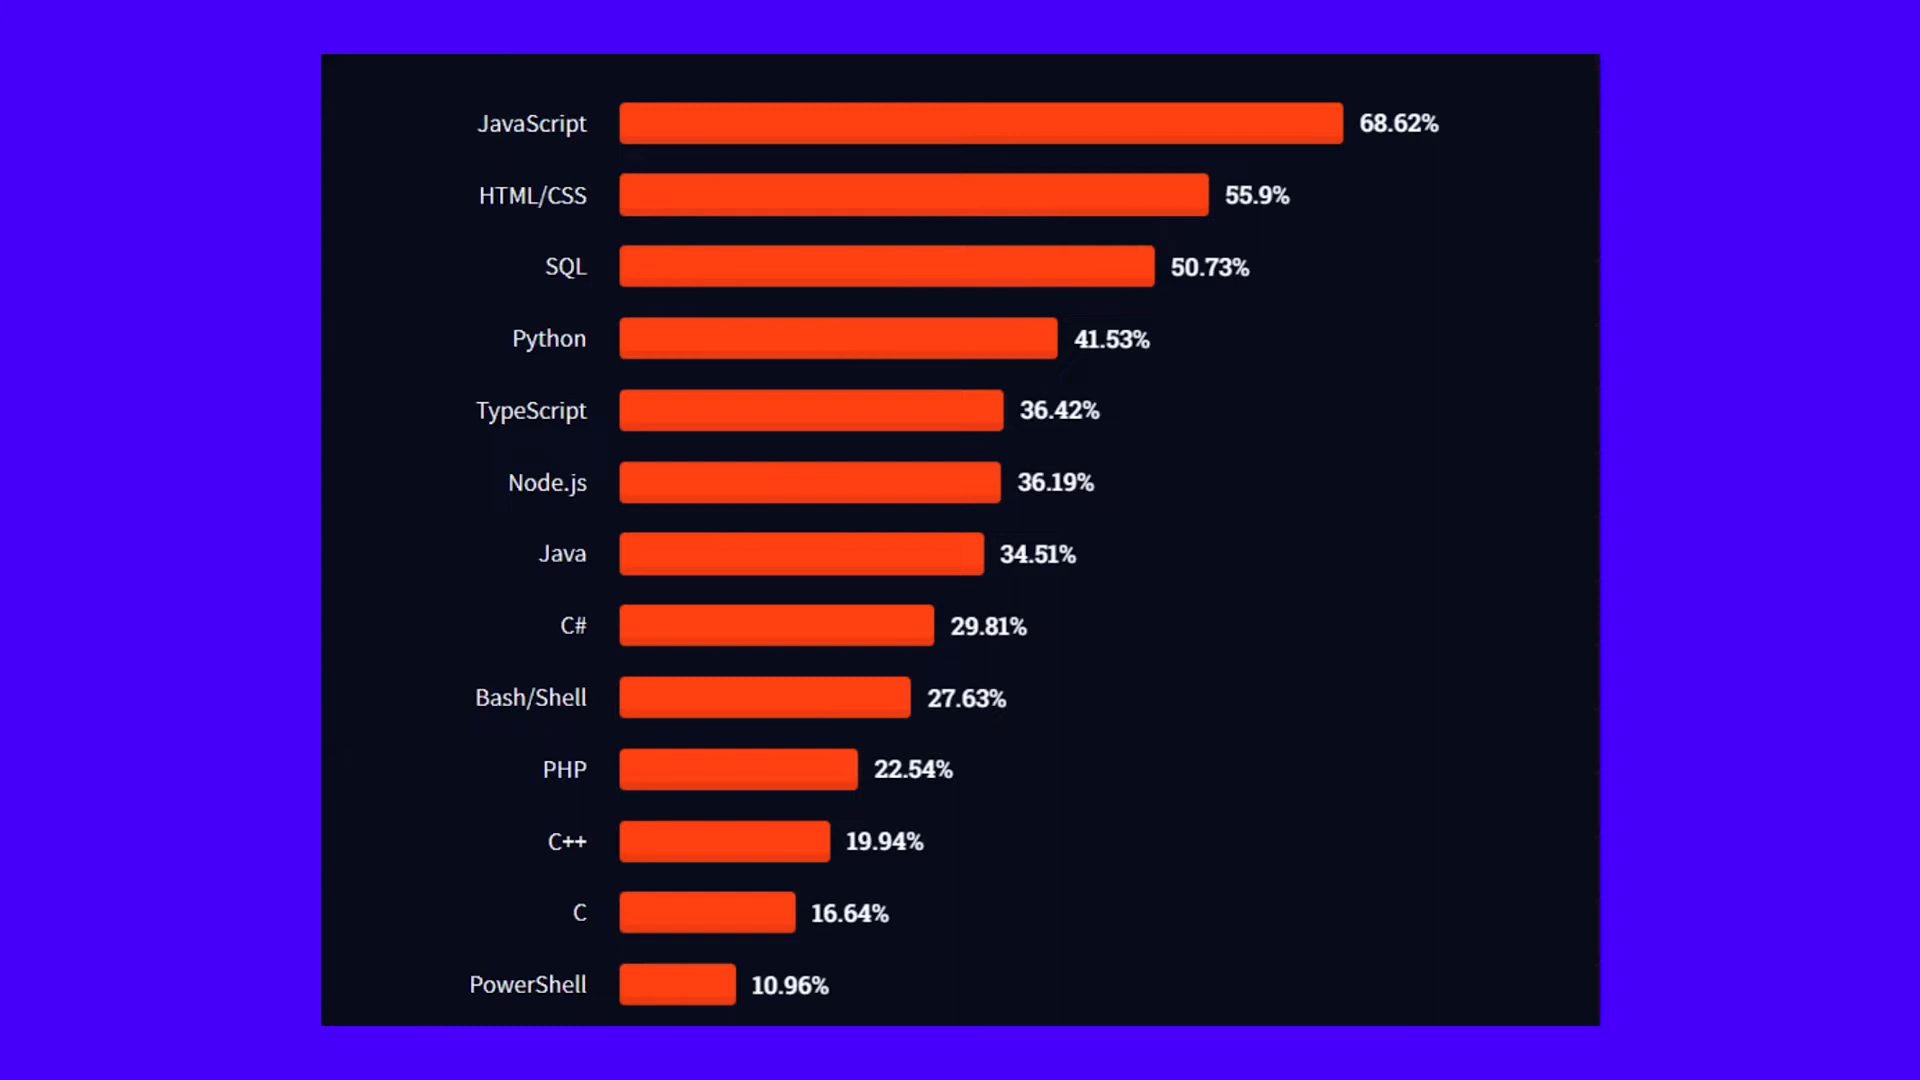 JavaScript 68.62%
HTML/CSS 55.9%
SQL 50.73%
Python 41.53%
TypeScript 36.42%
Node.js 36.19%
Java 34.51%
C# 29.81%
Bash/Shell 27.63%
PHP 22.54%
C++ 19.94%
C 16.64%
PowerShell 10.96%